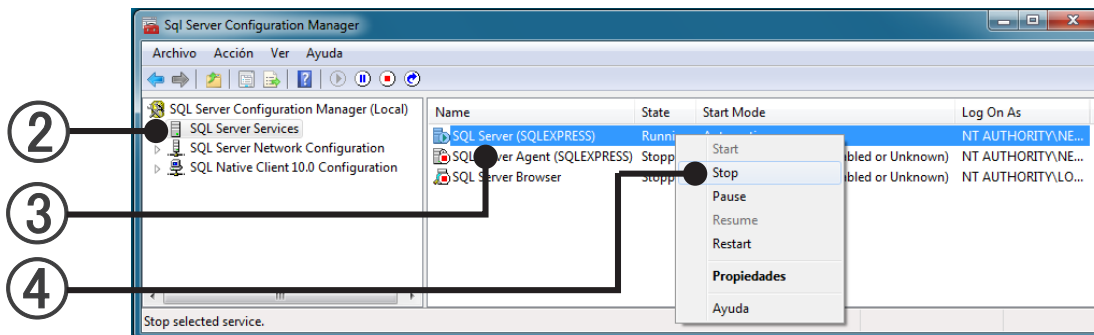 Sql Server Configuration Manager
Archivo Acción Ver Ayuda
SQL Server Configuration Manager (Local)
SQL Server Services
SQL Server Network Configuration
SQL Native Client 10.0 Configuration
Name State Start Mode Log On As
SQL Server (SQLEXPRESS) Runni NT AUTHORITY\NE...
SQL Server Agent (SQLEXPRESS) Stopp bled or Unknown) NT AUTHORITY\NE...
SQL Server Browser Stopp bled or Unknown) NT AUTHORITY\LO...
Start
Stop
Pause
Resume
Restart
Propiedades
Ayuda
Stop selected service.
2
3
4